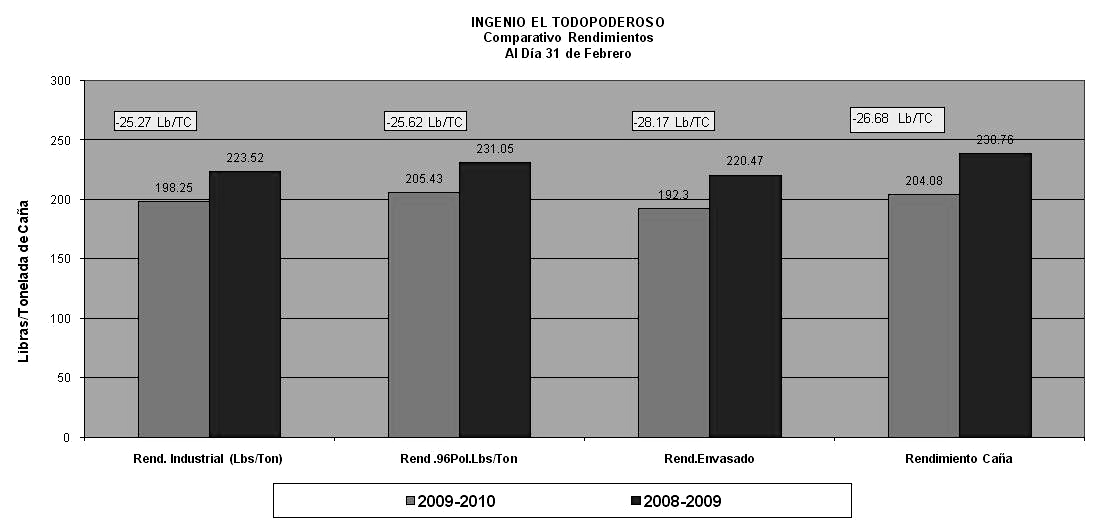 INGENIO EL TODOPODEROSO
Comparativo Rendimientos
Al Día 31 de Febrero
Libras/Tonelada de Caña
300
250
200
150
100
50
0
-25.27 Lb/TC
-25.62 Lb/TC
-28.17 Lb/TC
-26.68 Lb/TC
198.25
223.52
205.43
231.05
192.3
220.47
204.08
230.76
Rend. Industrial (Lbs/Ton)
Rend .96Pol.Lbs/Ton
Rend.Envasado
Rendimiento Caña
2009-2010
2008-2009